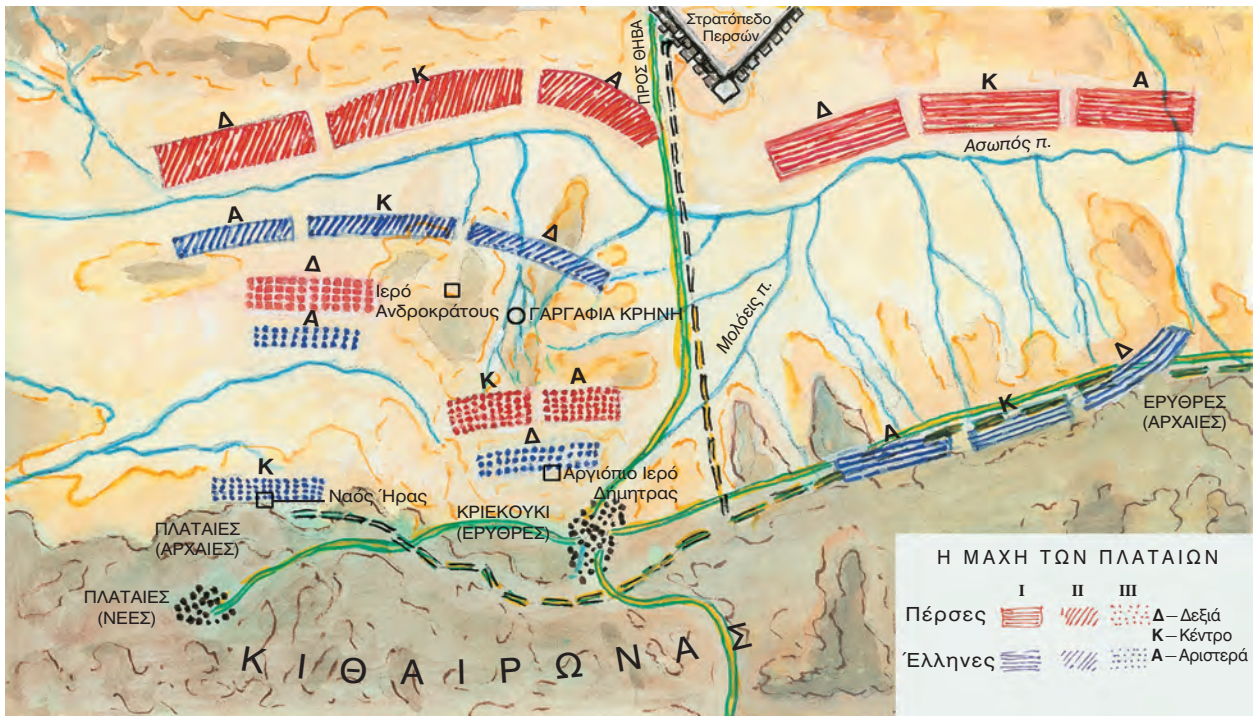 Στρατόπεδο
Περσών
ΠΡΟΣ ΘΗΒΑ
Δ
Κ
Α
Δ
Κ
Α
Ασωπός π.
Α
Κ
Δ
Δ
Ιερό
Ανδροκράτους
Α
ΓΑΡΓΑΦΙΑ ΚΡΗΝΗ
Μολόεις π.
Κ
Α
Δ
Αργιόπιο Ιερό
Δήμητρας
Κ
Ναός Ήρας
Α
Κ
Δ
ΕΡΥΘΡΕΣ
(ΑΡΧΑΙΕΣ)
ΠΛΑΤΑΙΕΣ
(ΑΡΧΑΙΕΣ)
ΚΡΙΕΚΟΥΚΙ
(ΕΡΥΘΡΕΣ)
ΠΛΑΤΑΙΕΣ
(ΝΕΕΣ)
ΚΙΘΑΙΡΩΝΑΣ
Η ΜΑΧΗ ΤΩΝ ΠΛΑΤΑΙΩΝ
I II III
Πέρσες
Έλληνες
Δ – Δεξιά
Κ – Κέντρο
Α – Αριστερά